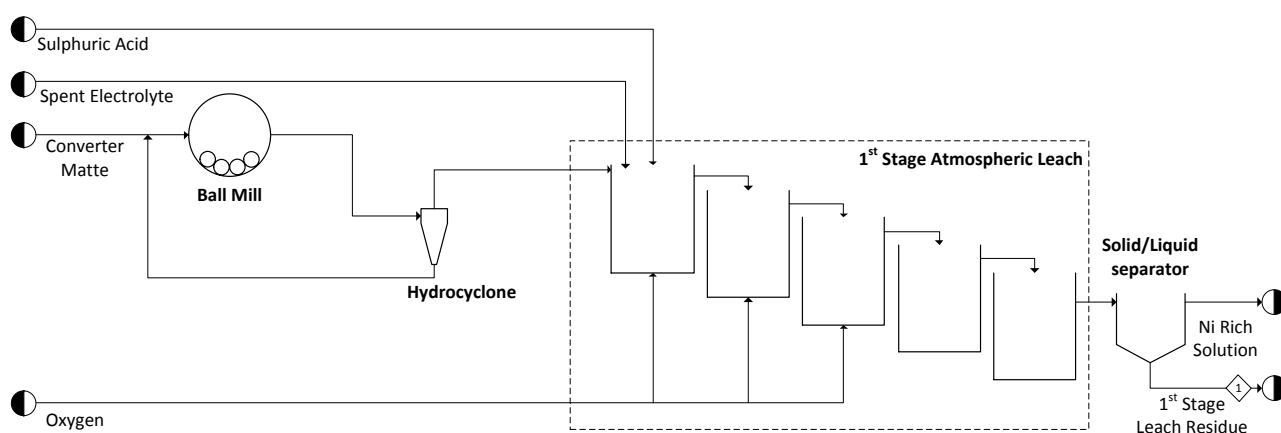 Sulphuric Acid
Spent Electrolyte
Converter
Matte
Ball Mill
Hydrocyclone
1st Stage Atmospheric Leach
Solid/Liquid
separator
Ni Rich
Solution
1
1st Stage
Leach Residue
Oxygen